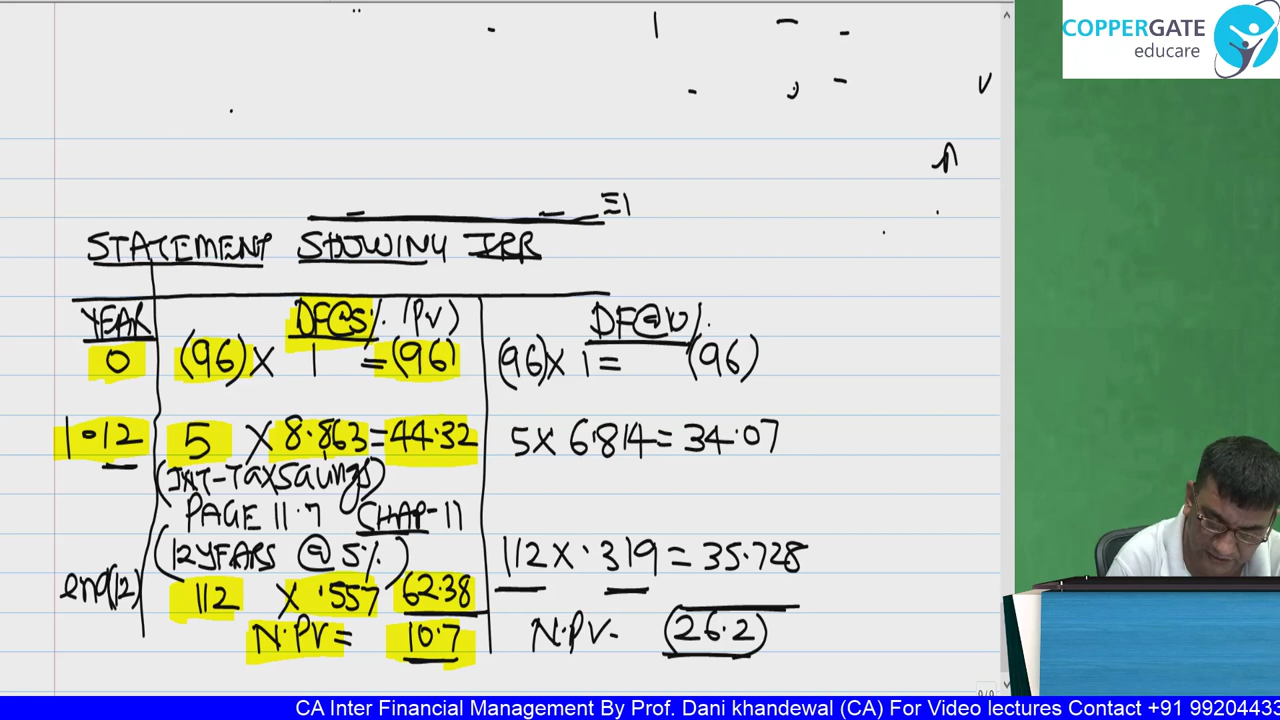 COPPERGATE
educare
STATEMENT SHOWING IRR
YEAR DF@5% (PV) DF@10%
0 (96) X 1 = (96) (96) X 1 = (96)
1-12 5 X 8.863 = 44.32 5 X 6.814 = 34.07
(INT-Tax savings)
PAGE 11.7 CHAP-11
(12 YEARS @ 5%)
end(12) 112 X .557 62.38 112 X .319 = 35.728
N.PV = 10.7 N.PV- (26.2)
CA Inter Financial Management By Prof. Dani khandewal (CA) For Video lectures Contact +91 99204433